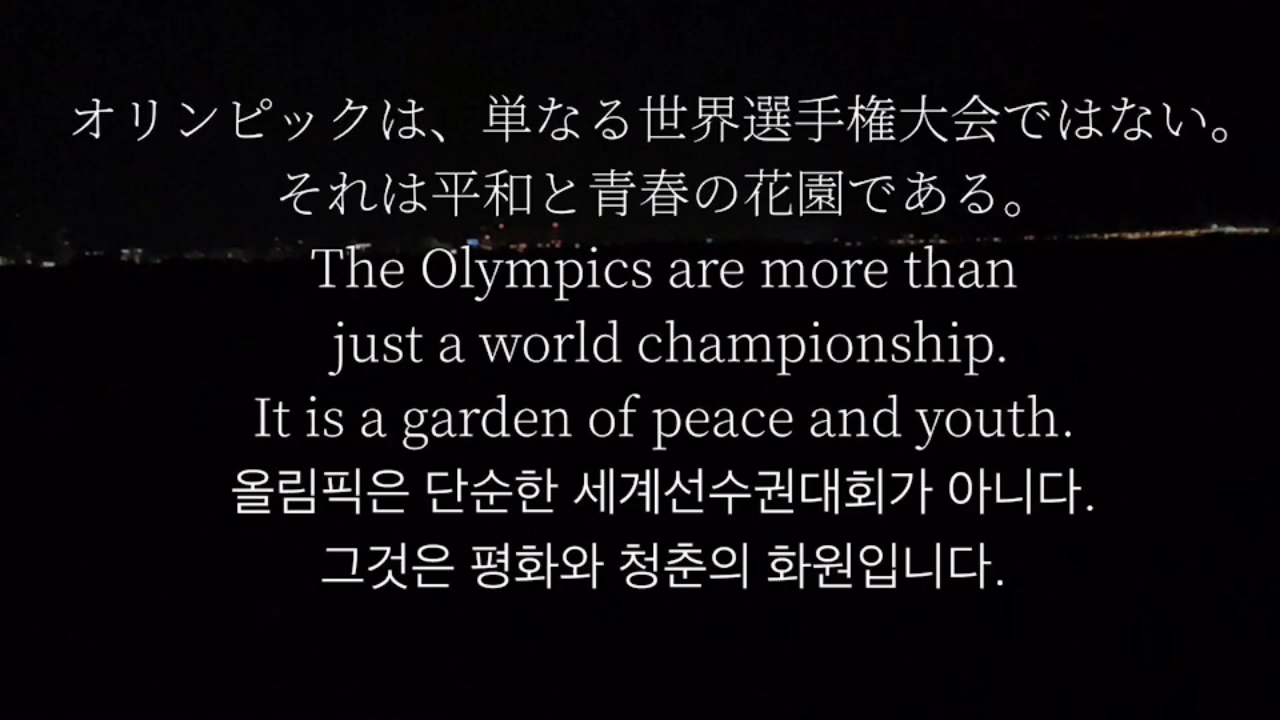 オリンピックは、単なる世界選手権大会ではない。
それは平和と青春の花園である。
The Olympics are more than
just a world championship.
It is a garden of peace and youth.
올림픽은 단순한 세계선수권대회가 아니다.
그것은 평화와 청춘의 화원입니다.